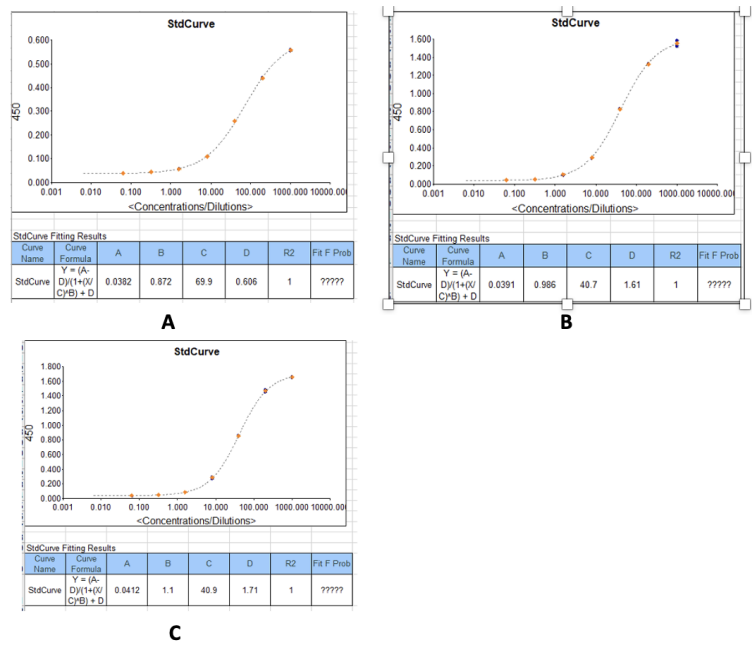 StdCurve
0.600
0.500
0.400
0.300
0.200
0.100
0.000
450
0.001 0.010 0.100 1.000 10.000 100.000 1000.000 10000.00
<Concentrations/Dilutions>
StdCurve Fitting Results
Curve Name Curve Formula A B C D R2 Fit F Prob
StdCurve Y = (A-D)/(1+(X/C)^B) + D 0.0382 0.872 69.9 0.606 1 ?????
A
StdCurve
1.600
1.400
1.200
1.000
0.800
0.600
0.400
0.200
0.000
450
0.001 0.010 0.100 1.000 10.000 100.000 1000.000 10000.00
<Concentrations/Dilutions>
StdCurve Fitting Results
Curve Name Curve Formula A B C D R2 Fit F Prob
StdCurve Y = (A-D)/(1+(X/C)^B) + D 0.0391 0.986 40.7 1.61 1 ?????
B
StdCurve
1.800
1.600
1.400
1.200
1.000
0.800
0.600
0.400
0.200
0.000
450
0.001 0.010 0.100 1.000 10.000 100.000 1000.000 10000.00
<Concentrations/Dilutions>
StdCurve Fitting Results
Curve Name Curve Formula A B C D R2 Fit F Prob
StdCurve Y = (A-D)/(1+(X/C)^B) + D 0.0412 1.1 40.9 1.71 1 ?????
C